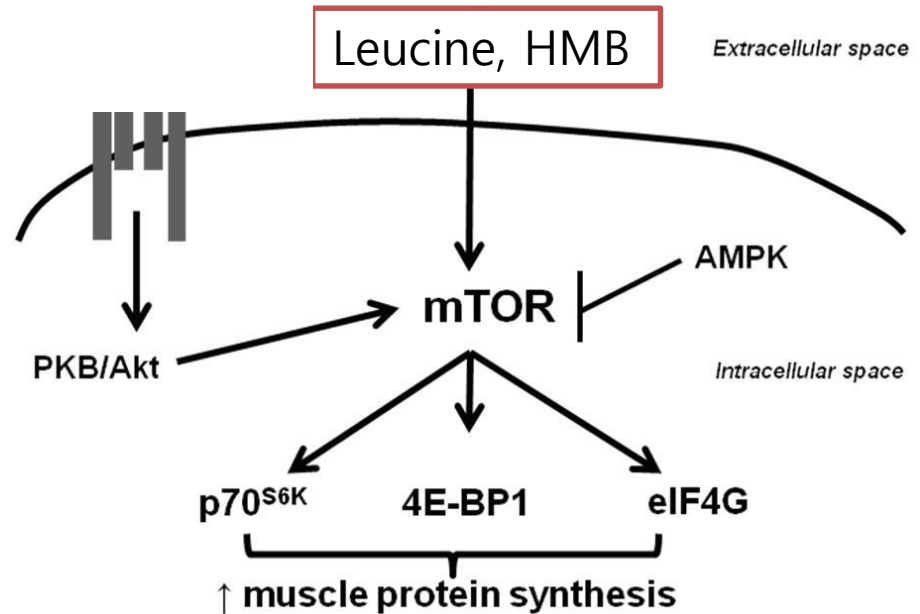 Leucine, HMB
Extracellular space
AMPK
mTOR
PKB/Akt
Intracellular space
p70S6K
4E-BP1
eIF4G
↑ muscle protein synthesis